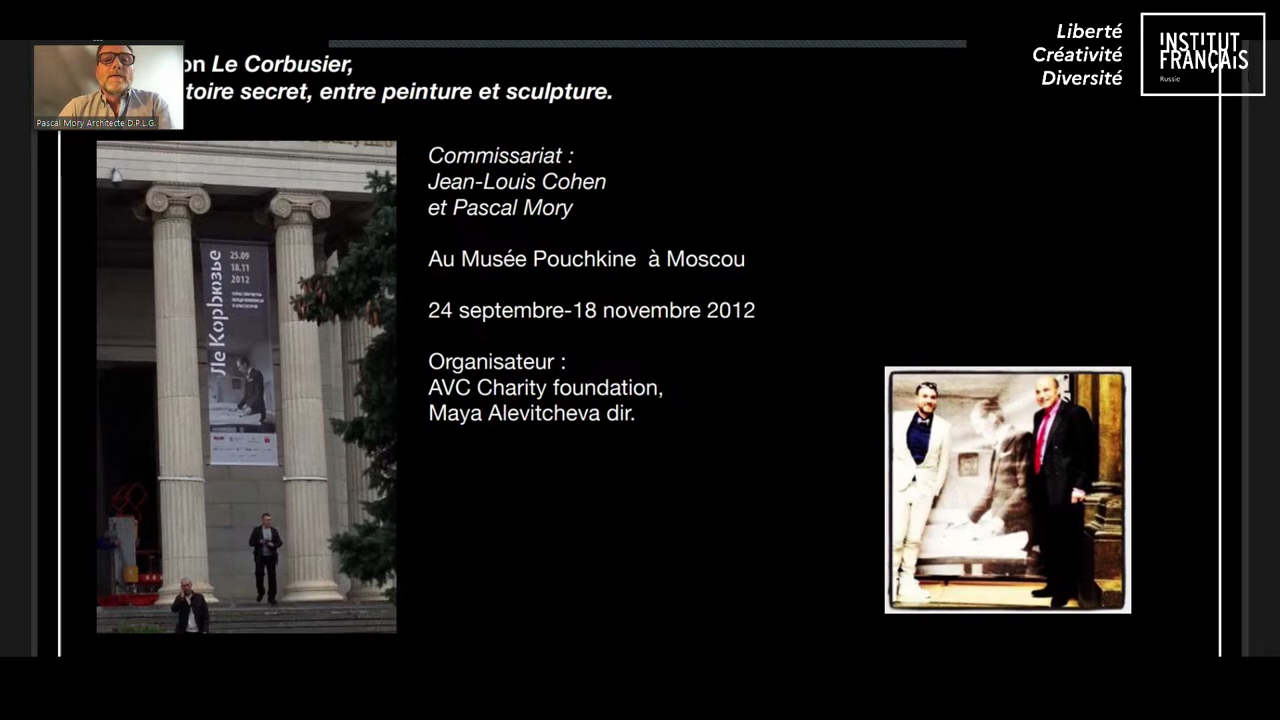 Liberté
Créativité
Diversité
INSTITUT
FRANÇAIS
Russie
on Le Corbusier,
toire secret, entre peinture et sculpture.
Pascal Mory Architecte D.P.L.G.
Commissariat :
Jean-Louis Cohen
et Pascal Mory
Au Musée Pouchkine à Moscou
24 septembre-18 novembre 2012
Organisateur :
AVC Charity foundation,
Maya Alevitcheva dir.
Ле Корбюзье
25.09
18.11
2012